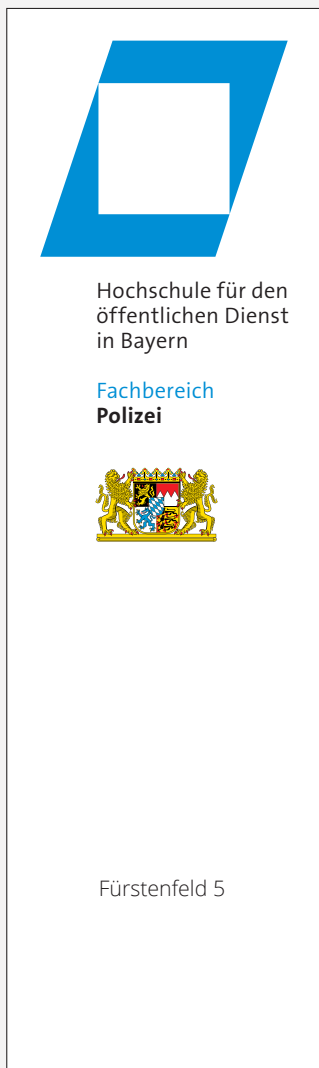 Hochschule für den
öffentlichen Dienst
in Bayern
Fachbereich
Polizei
Fürstenfeld 5